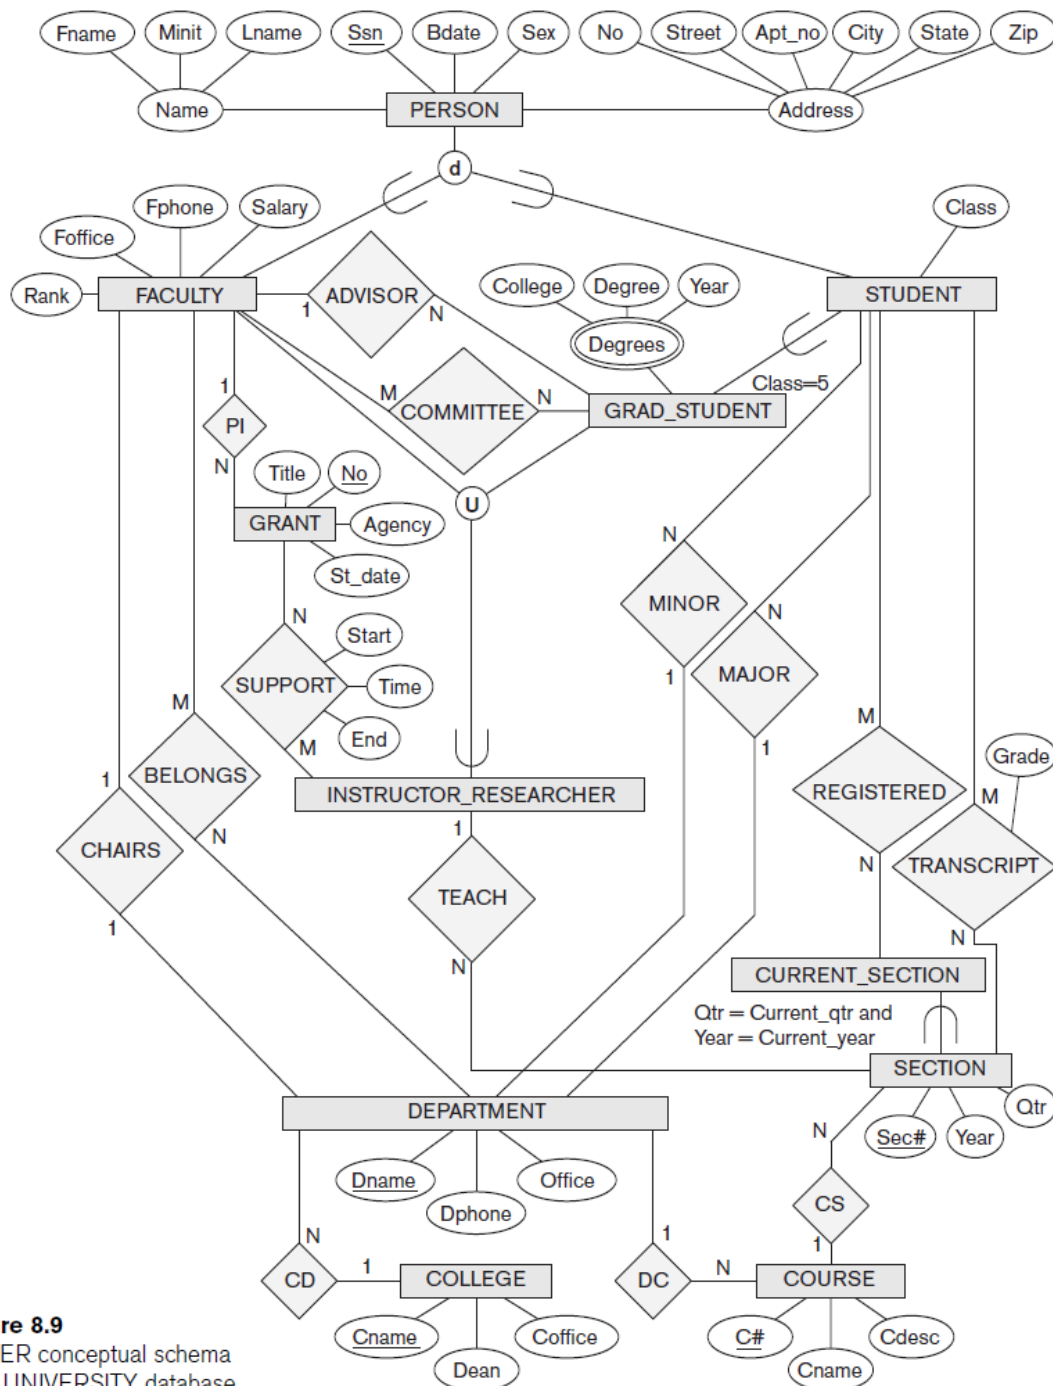 Fname Minit Lname Ssn Bdate Sex No Street Apt_no City State Zip
Name PERSON Address
d
Fphone Salary Class
Foffice
Rank FACULTY 1 ADVISOR N College Degree Year STUDENT
Degrees
Class=5
1 M COMMITTEE N GRAD_STUDENT
PI
N Title No
U
GRANT Agency
St_date
N
MINOR
N
1
N
MAJOR
1
N
Start
SUPPORT Time
End
M
M
BELONGS
N
1
CHAIRS
1
INSTRUCTOR_RESEARCHER
1
TEACH
N
M
REGISTERED
N
Grade
M
TRANSCRIPT
N
CURRENT_SECTION
Qtr = Current_qtr and
Year = Current_year
SECTION
Qtr
Sec# Year
N
CS
1
DEPARTMENT
Dname Office
Dphone
N 1
CD 1 COLLEGE DC N COURSE
Cname Coffice C# Cdesc
Dean Cname
re 8.9
ER conceptual schema
UNIVERSITY database